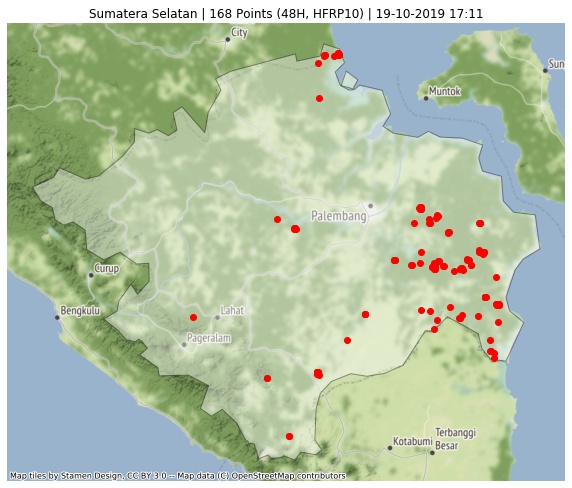 Sumatera Selatan | 168 Points (48H, HFRP10) | 19-10-2019 17:11
City
Sun
Muntok
Palembang
Curup
Bengkulu
Lahat
Pageralam
Kotabumi
Terbanggi
Besar
Map tiles by Stamen Design, CC BY 3.0 -- Map data (C) OpenStreetMap contributors